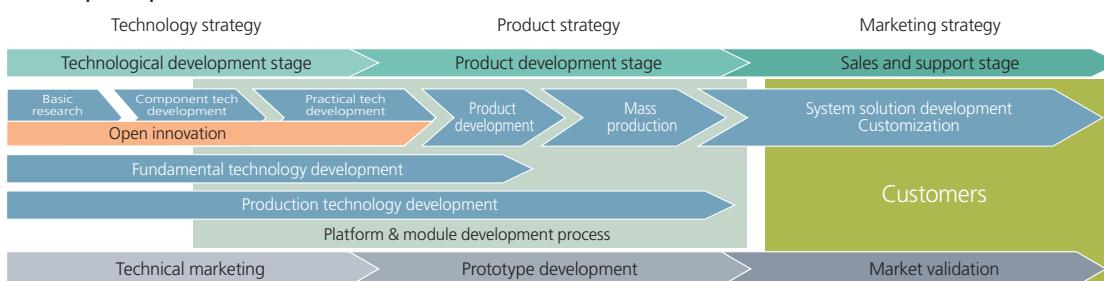 Technology strategy
Product strategy
Marketing strategy
Technological development stage
Product development stage
Sales and support stage
Basic
research
Component tech
development
Practical tech
development
Product
development
Mass
production
System solution development
Customization
Open innovation
Fundamental technology development
Production technology development
Customers
Platform & module development process
Technical marketing
Prototype development
Market validation